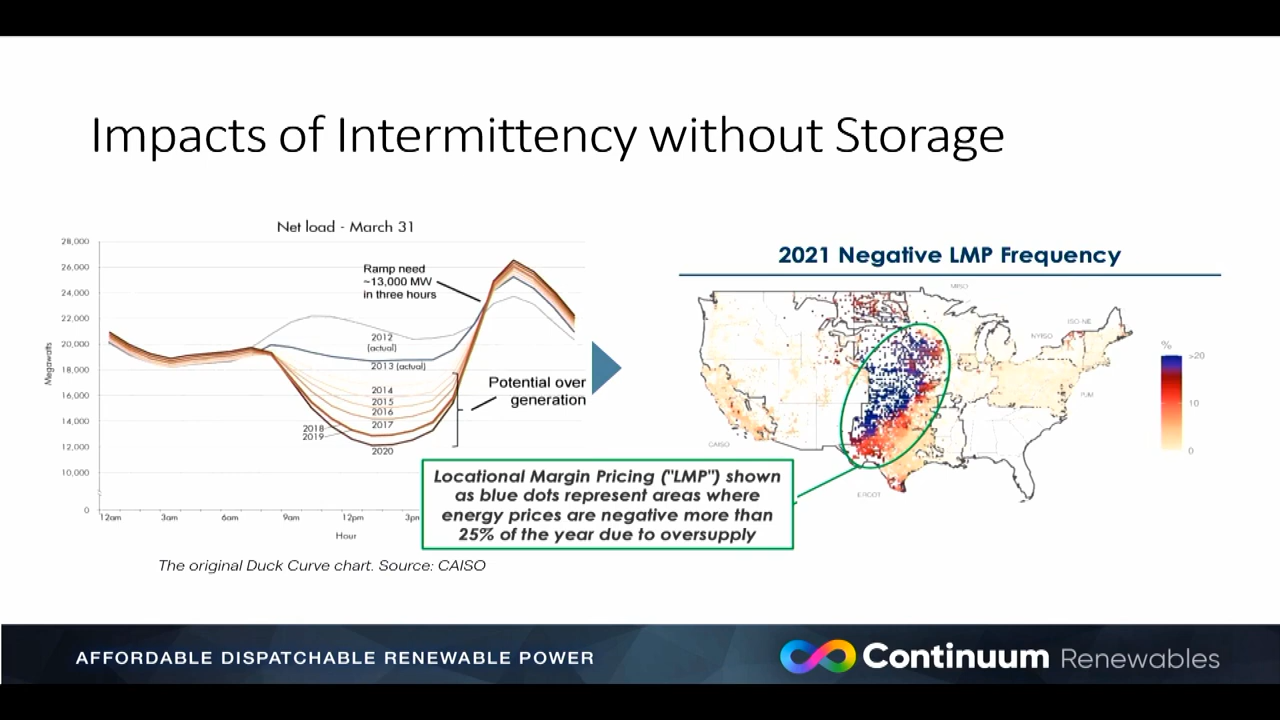 Impacts of Intermittency without Storage
Net load - March 31
28,000
26,000
24,000
22,000
20,000
18,000
16,000
14,000
12,000
10,000
0
Megawatts
Ramp need
~13,000 MW
in three hours
2012
(actual)
2013 (actual)
2014
2015
2016
2017
2018
2019
2020
Potential over
generation
12am
3am
6am
9am
12pm
3pm
Hour
The original Duck Curve chart. Source: CAISO
2021 Negative LMP Frequency
MISO
ISO-NE
NYISO
PJM
CAISO
ERCOT
%
>20
10
0
Locational Margin Pricing ("LMP") shown
as blue dots represent areas where
energy prices are negative more than
25% of the year due to oversupply
AFFORDABLE DISPATCHABLE RENEWABLE POWER
Continuum Renewables